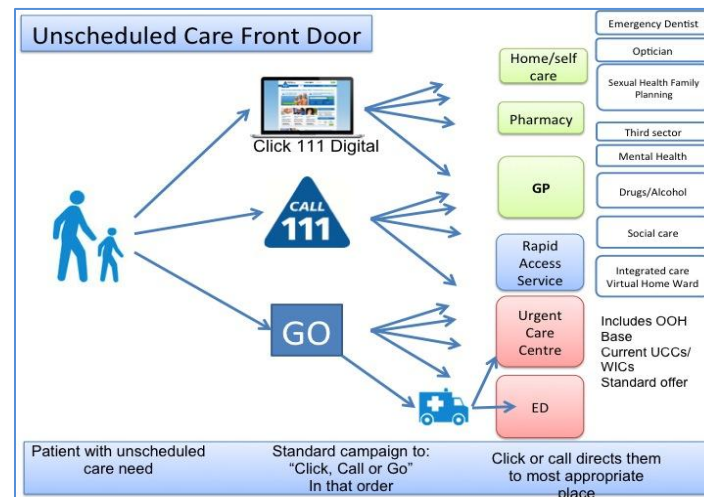 Unscheduled Care Front Door
Click 111 Digital
CALL
111
GO
Home/self
care
Pharmacy
GP
Rapid
Access
Service
Urgent
Care
Centre
ED
Emergency Dentist
Optician
Sexual Health Family
Planning
Third sector
Mental Health
Drugs/Alcohol
Social care
Integrated care
Virtual Home Ward
Includes OOH
Base
Current UCCs/
WICs
Standard offer
Patient with unscheduled
care need
Standard campaign to:
“Click, Call or Go”
In that order
Click or call directs them
to most appropriate
place